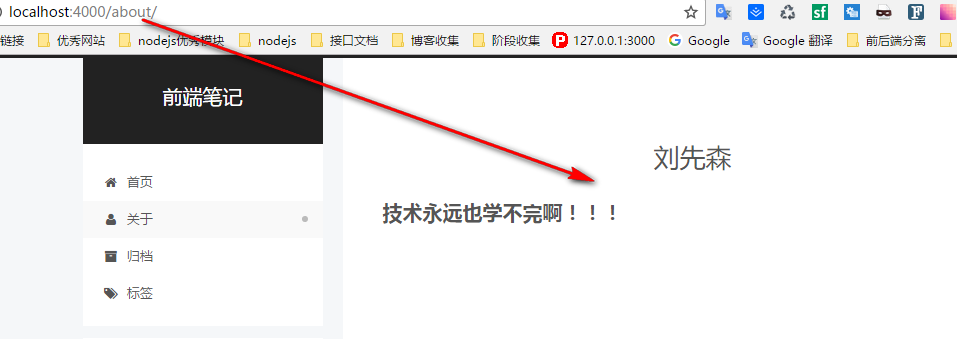 localhost:4000/about/
链接 优秀网站 nodejs优秀模块 nodejs 接口文档 博客收集 阶段收集 127.0.0.1:3000 Google Google 翻译 前后端分离
前端笔记
首页
关于
归档
标签
刘先森
技术永远也学不完啊！！！